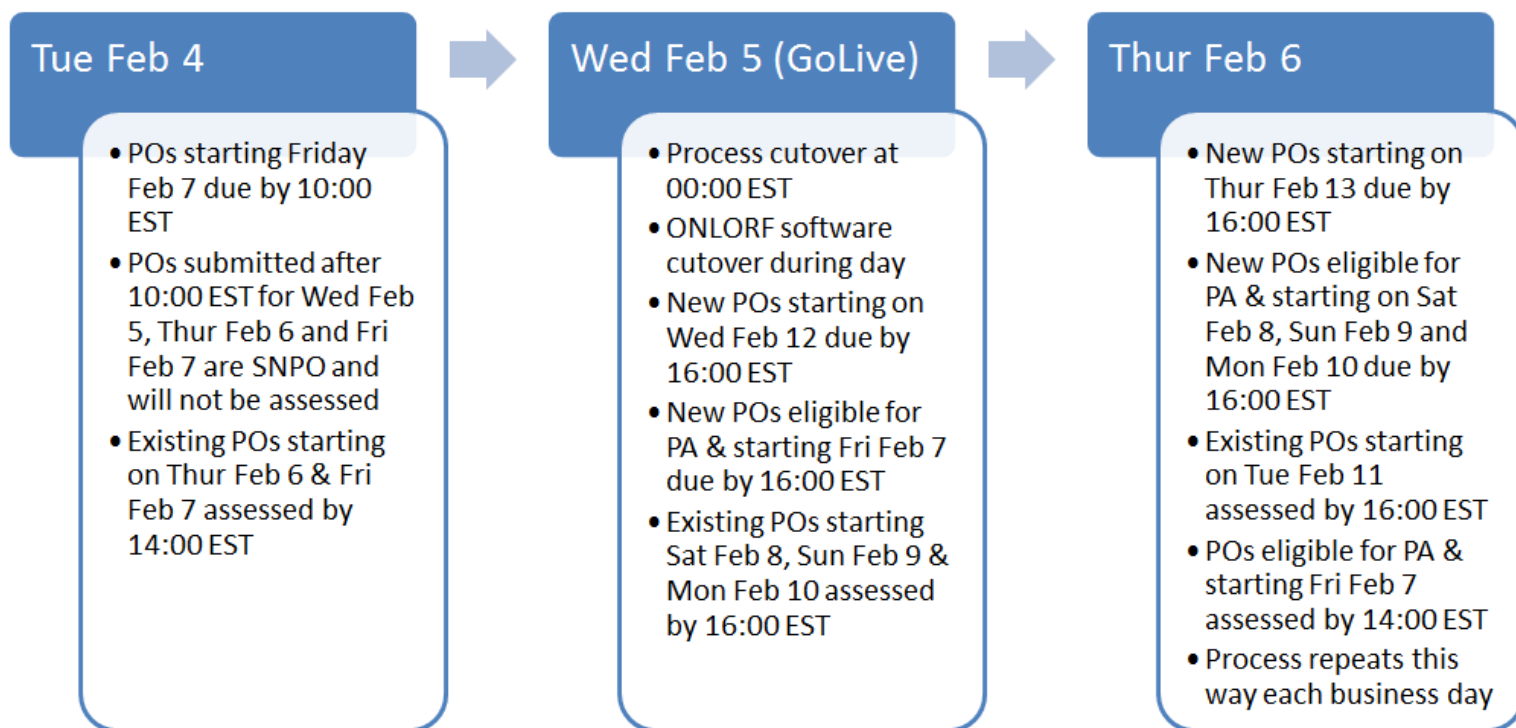 Tue Feb 4
• POs starting Friday
Feb 7 due by 10:00
EST
• POs submitted after
10:00 EST for Wed Feb
5, Thur Feb 6 and Fri
Feb 7 are SNPO and
will not be assessed
• Existing POs starting
on Thur Feb 6 & Fri
Feb 7 assessed by
14:00 EST
Wed Feb 5 (GoLive)
• Process cutover at
00:00 EST
• ONLORF software
cutover during day
• New POs starting on
Wed Feb 12 due by
16:00 EST
• New POs eligible for
PA & starting Fri Feb 7
due by 16:00 EST
• Existing POs starting
Sat Feb 8, Sun Feb 9 &
Mon Feb 10 assessed
by 16:00 EST
Thur Feb 6
• New POs starting on
Thur Feb 13 due by
16:00 EST
• New POs eligible for
PA & starting on Sat
Feb 8, Sun Feb 9 and
Mon Feb 10 due by
16:00 EST
• Existing POs starting
on Tue Feb 11
assessed by 16:00 EST
• POs eligible for PA &
starting Fri Feb 7
assessed by 14:00 EST
• Process repeats this
way each business day